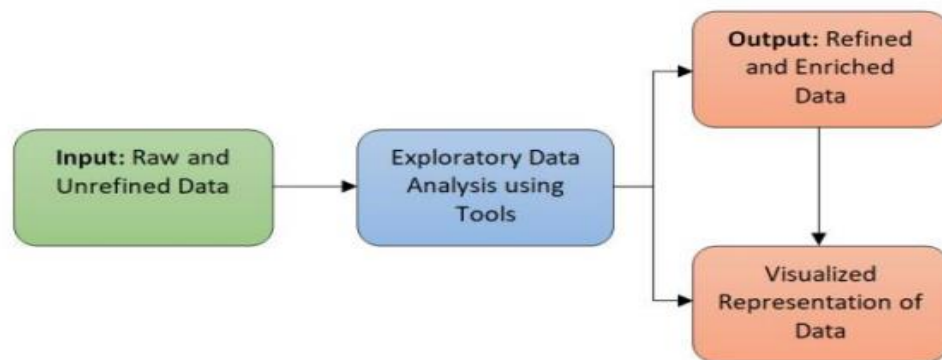 Input: Raw and
Unrefined Data
Exploratory Data
Analysis using
Tools
Output: Refined
and Enriched
Data
Visualized
Representation of
Data